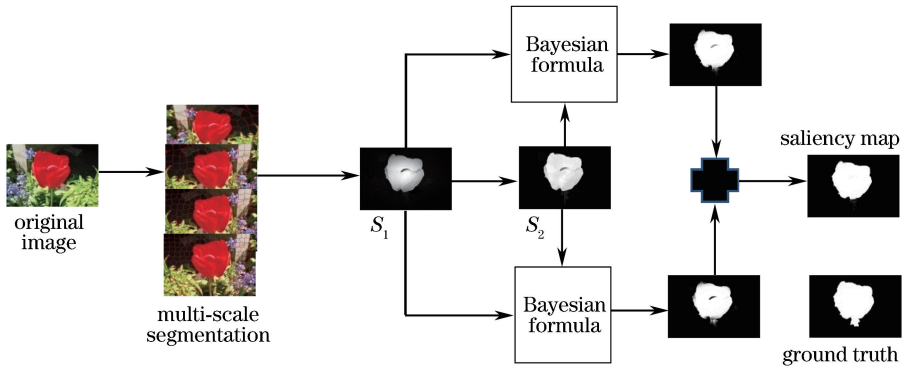 Bayesian
formula
saliency map
original
image
S1
S2
multi-scale
segmentation
Bayesian
formula
ground truth